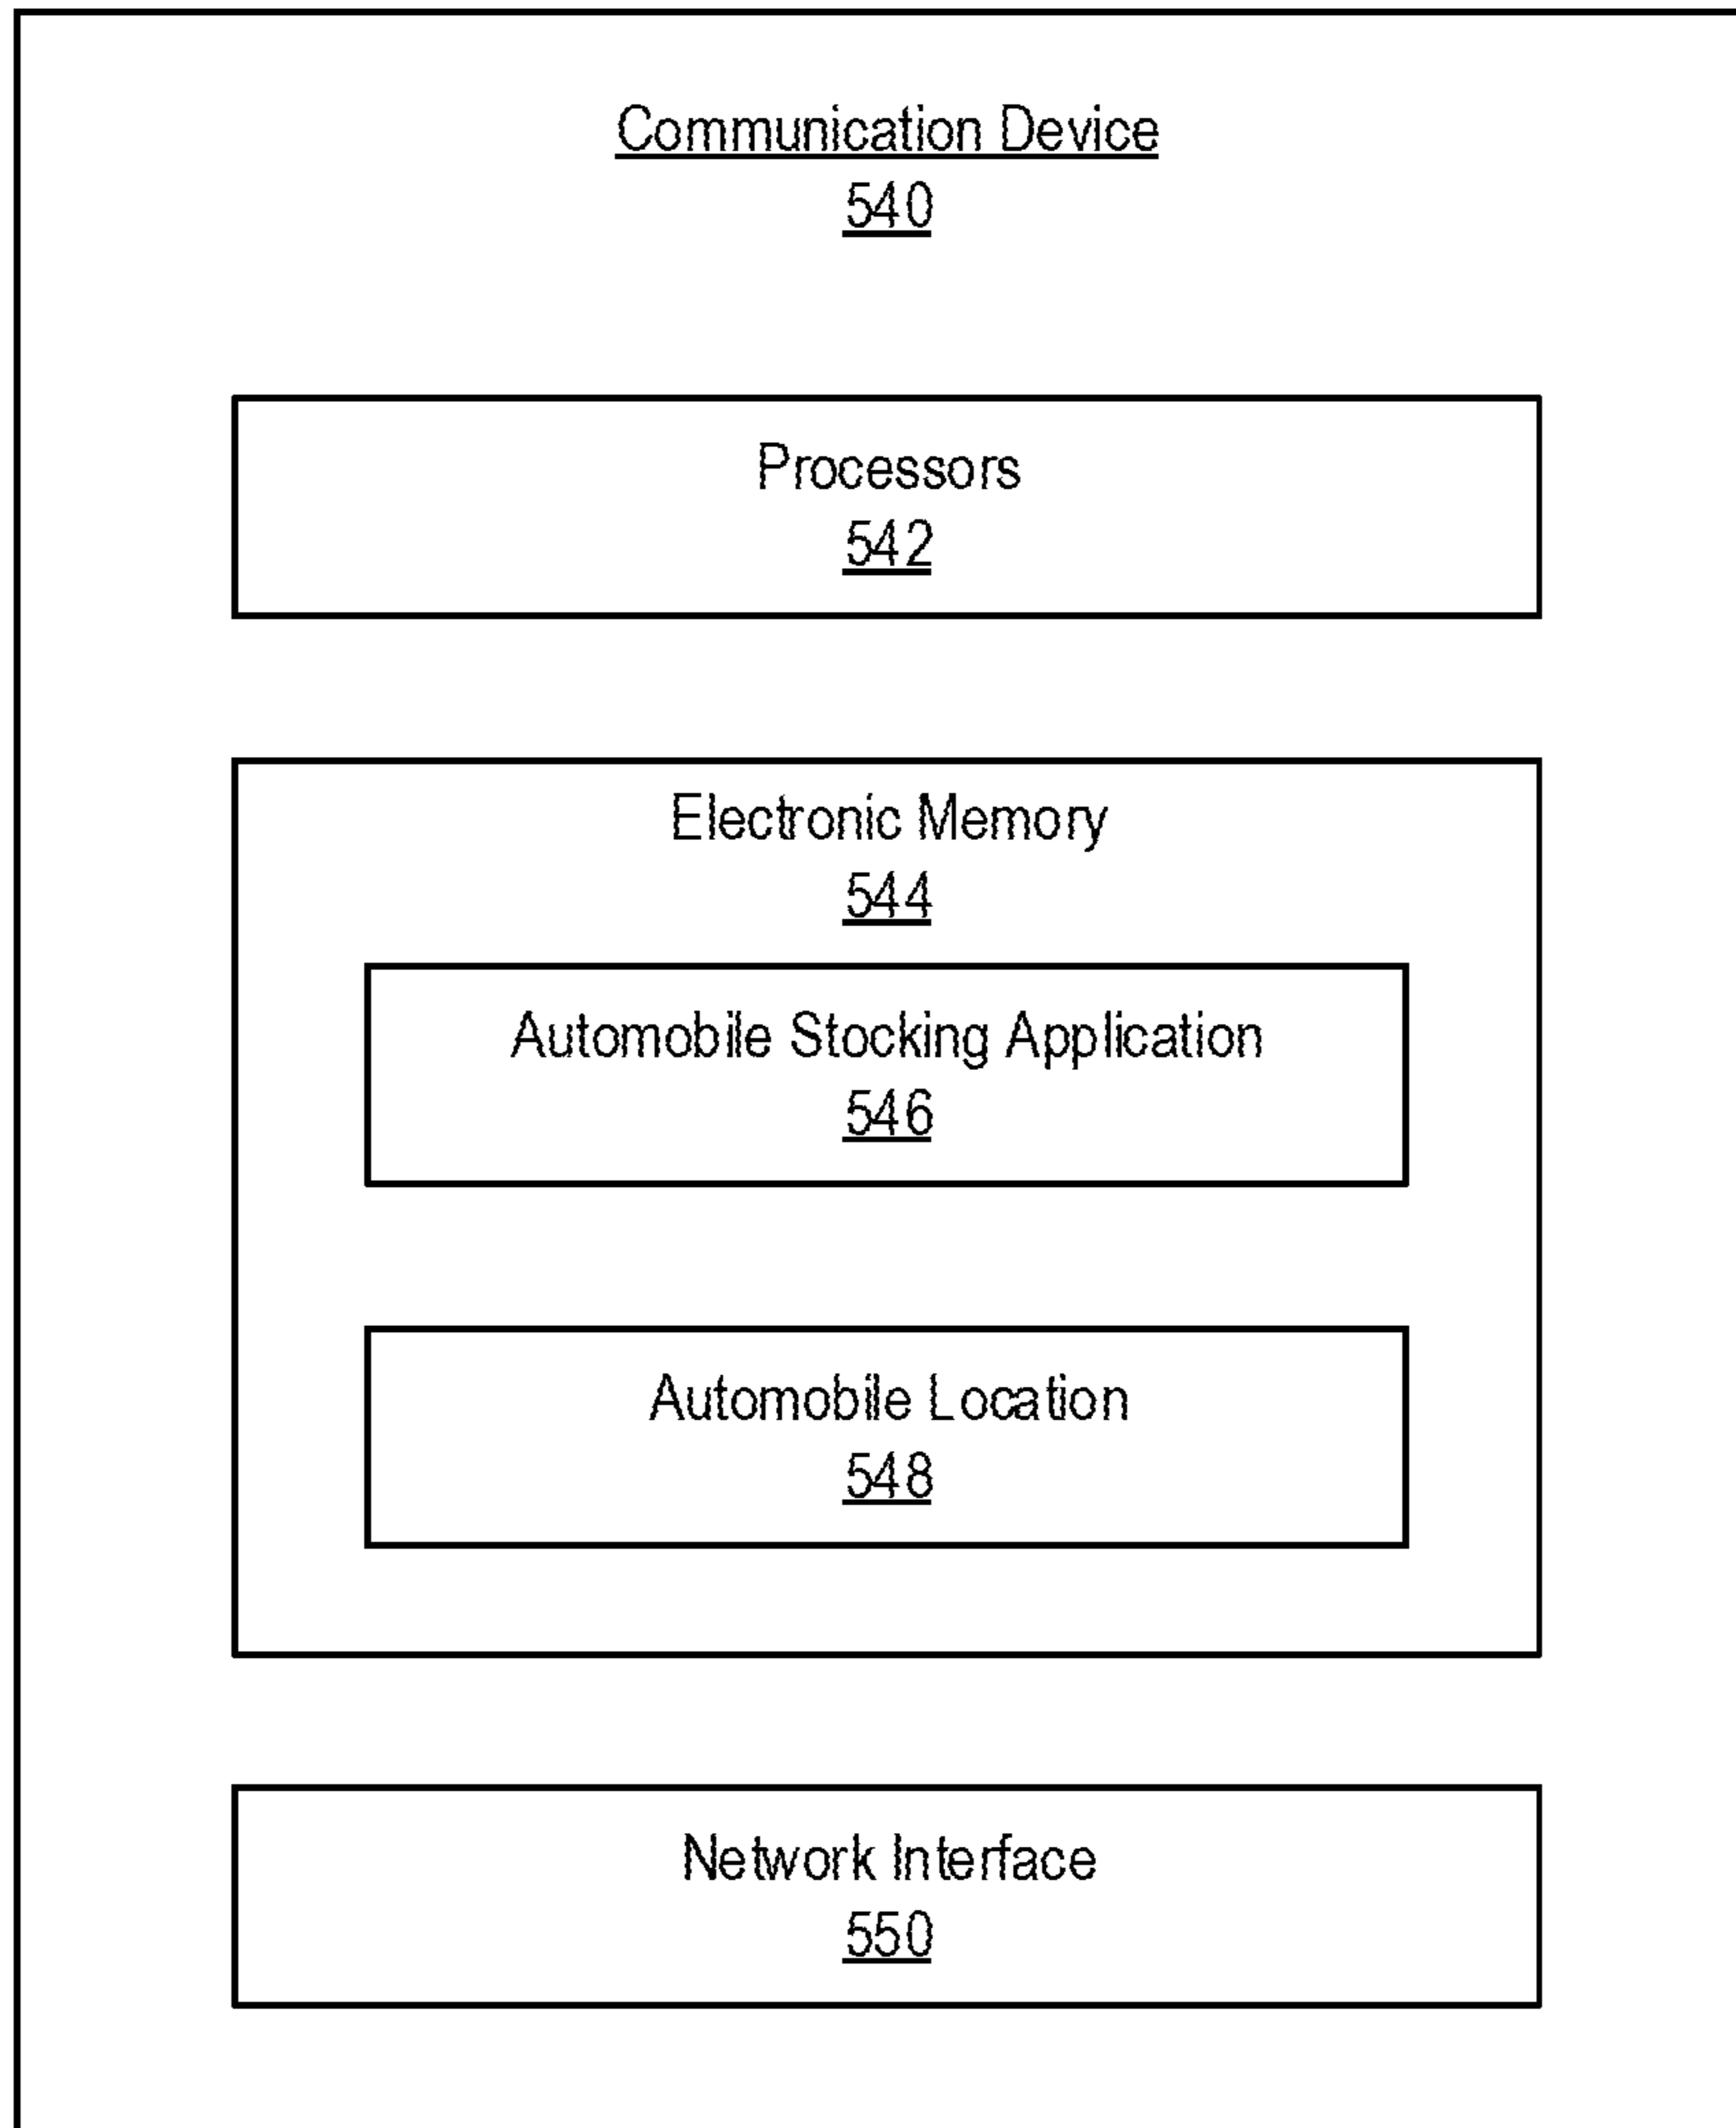 Communication Device
540
Processors
542
Electronic Memory
544
Automobile Stocking Application
546
Automobile Location
548
Network Interface
550